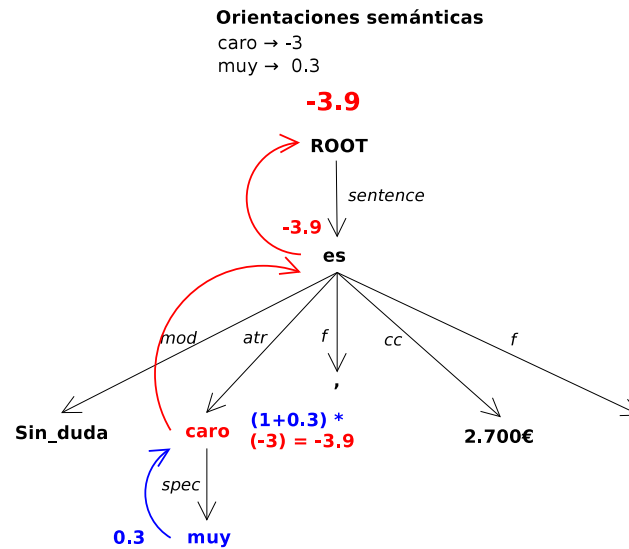 Orientaciones semánticas
caro → -3
muy → 0.3
-3.9
ROOT
sentence
-3.9
es
mod atr f cc f
,
Sin_duda caro (1+0.3) * 2.700€
(-3) = -3.9
spec
0.3 muy